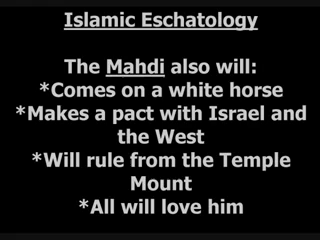 Islamic Eschatology
The Mahdi also will:
*Comes on a white horse
*Makes a pact with Israel and
the West
*Will rule from the Temple
Mount
*All will love him